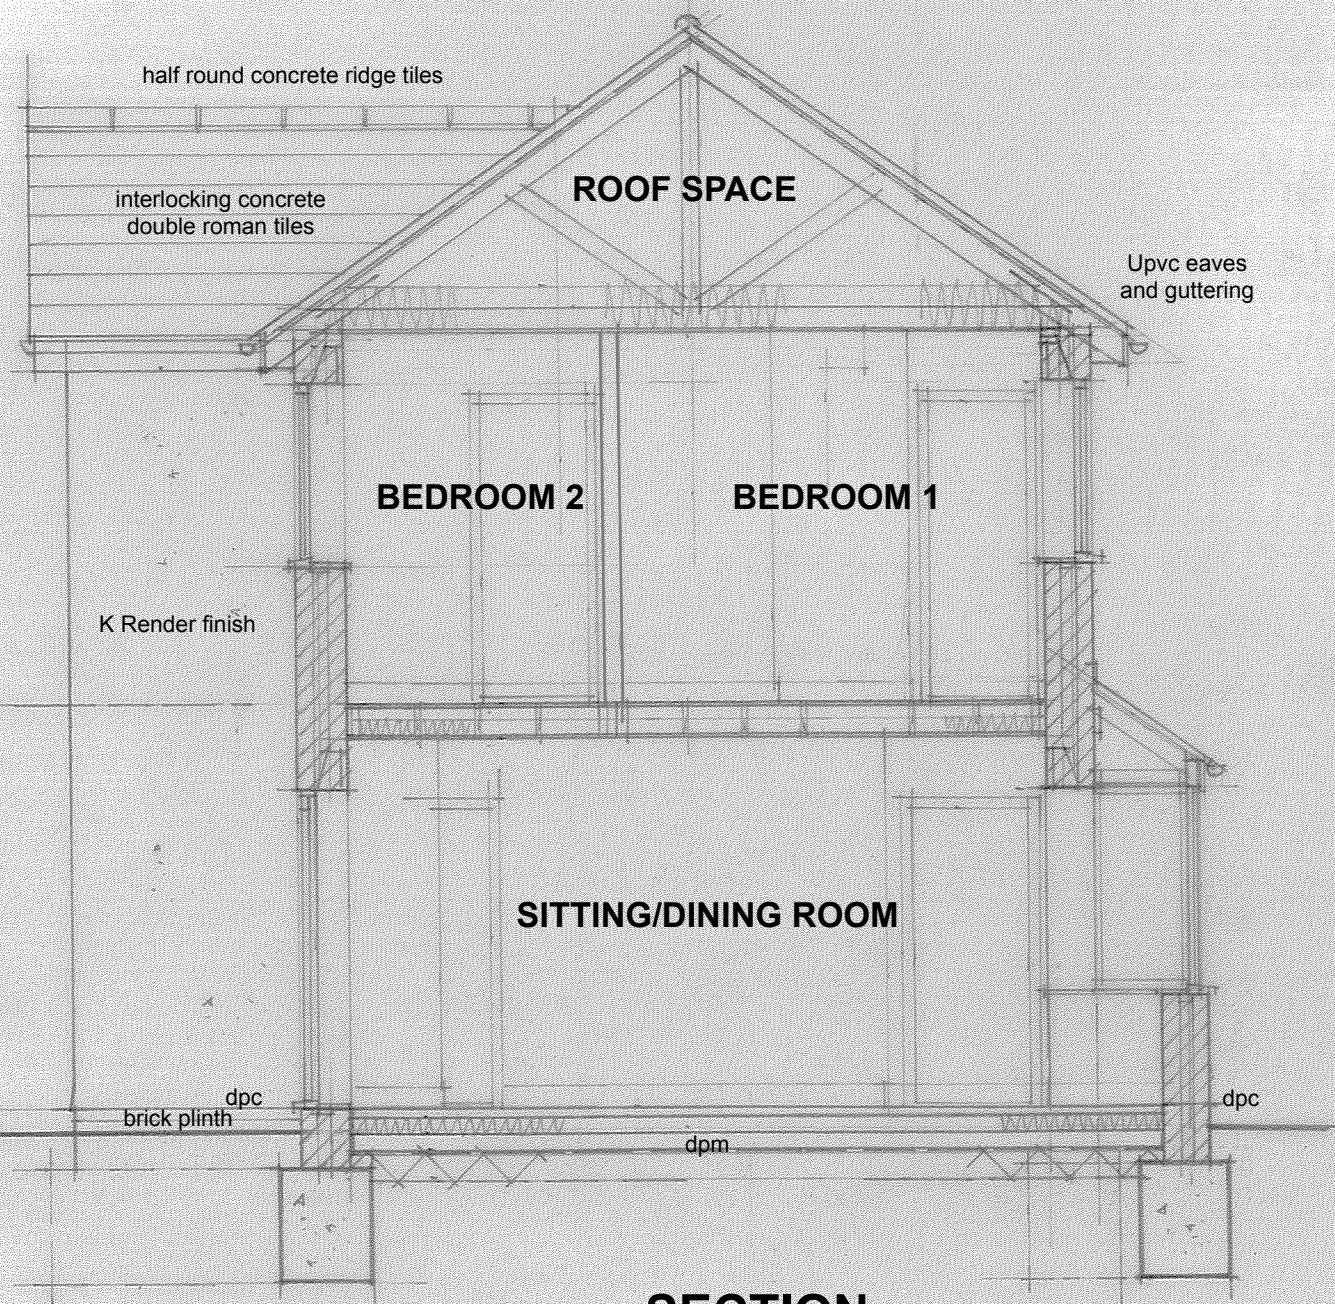 half round concrete ridge tiles
ROOF SPACE
interlocking concrete
double roman tiles
Upvc eaves
and guttering
BEDROOM 2
BEDROOM 1
K Render finish
SITTING/DINING ROOM
dpc
brick plinth
dpc
dpm
SECTION